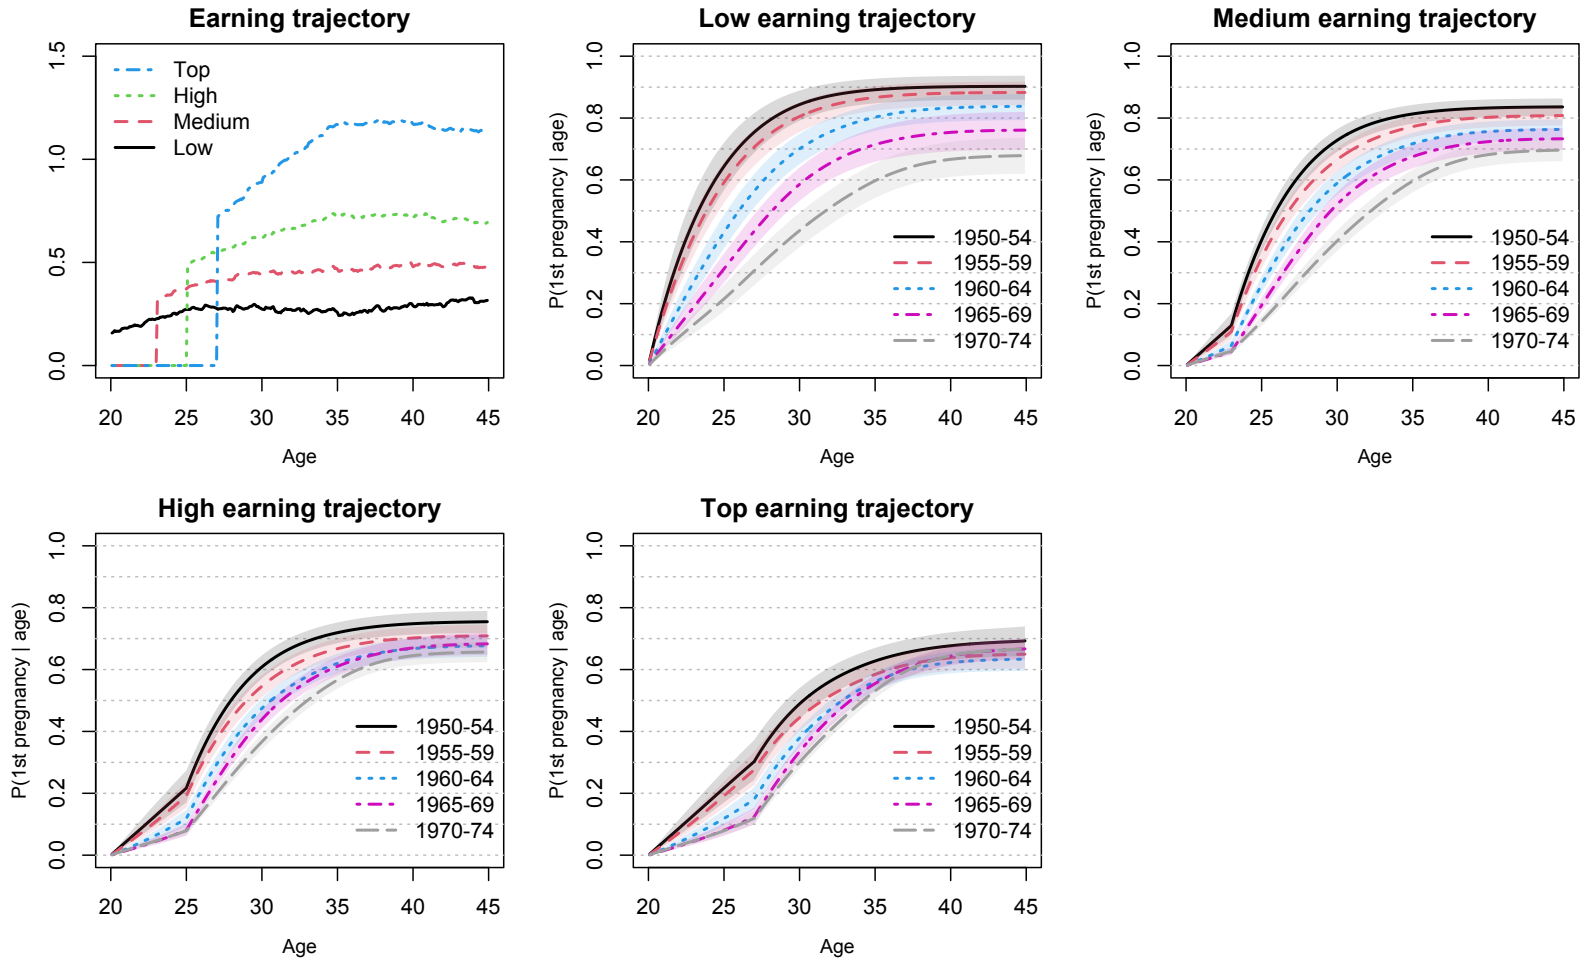 Earning trajectory
1.5
1.0
0.5
0.0
Top
High
Medium
Low
20 25 30 35 40 45
Age
Low earning trajectory
P(1st pregnancy | age)
1.0
0.8
0.6
0.4
0.2
0.0
1950-54
1955-59
1960-64
1965-69
1970-74
20 25 30 35 40 45
Age
Medium earning trajectory
P(1st pregnancy | age)
1.0
0.8
0.6
0.4
0.2
0.0
1950-54
1955-59
1960-64
1965-69
1970-74
20 25 30 35 40 45
Age
High earning trajectory
P(1st pregnancy | age)
1.0
0.8
0.6
0.4
0.2
0.0
1950-54
1955-59
1960-64
1965-69
1970-74
20 25 30 35 40 45
Age
Top earning trajectory
P(1st pregnancy | age)
1.0
0.8
0.6
0.4
0.2
0.0
1950-54
1955-59
1960-64
1965-69
1970-74
20 25 30 35 40 45
Age